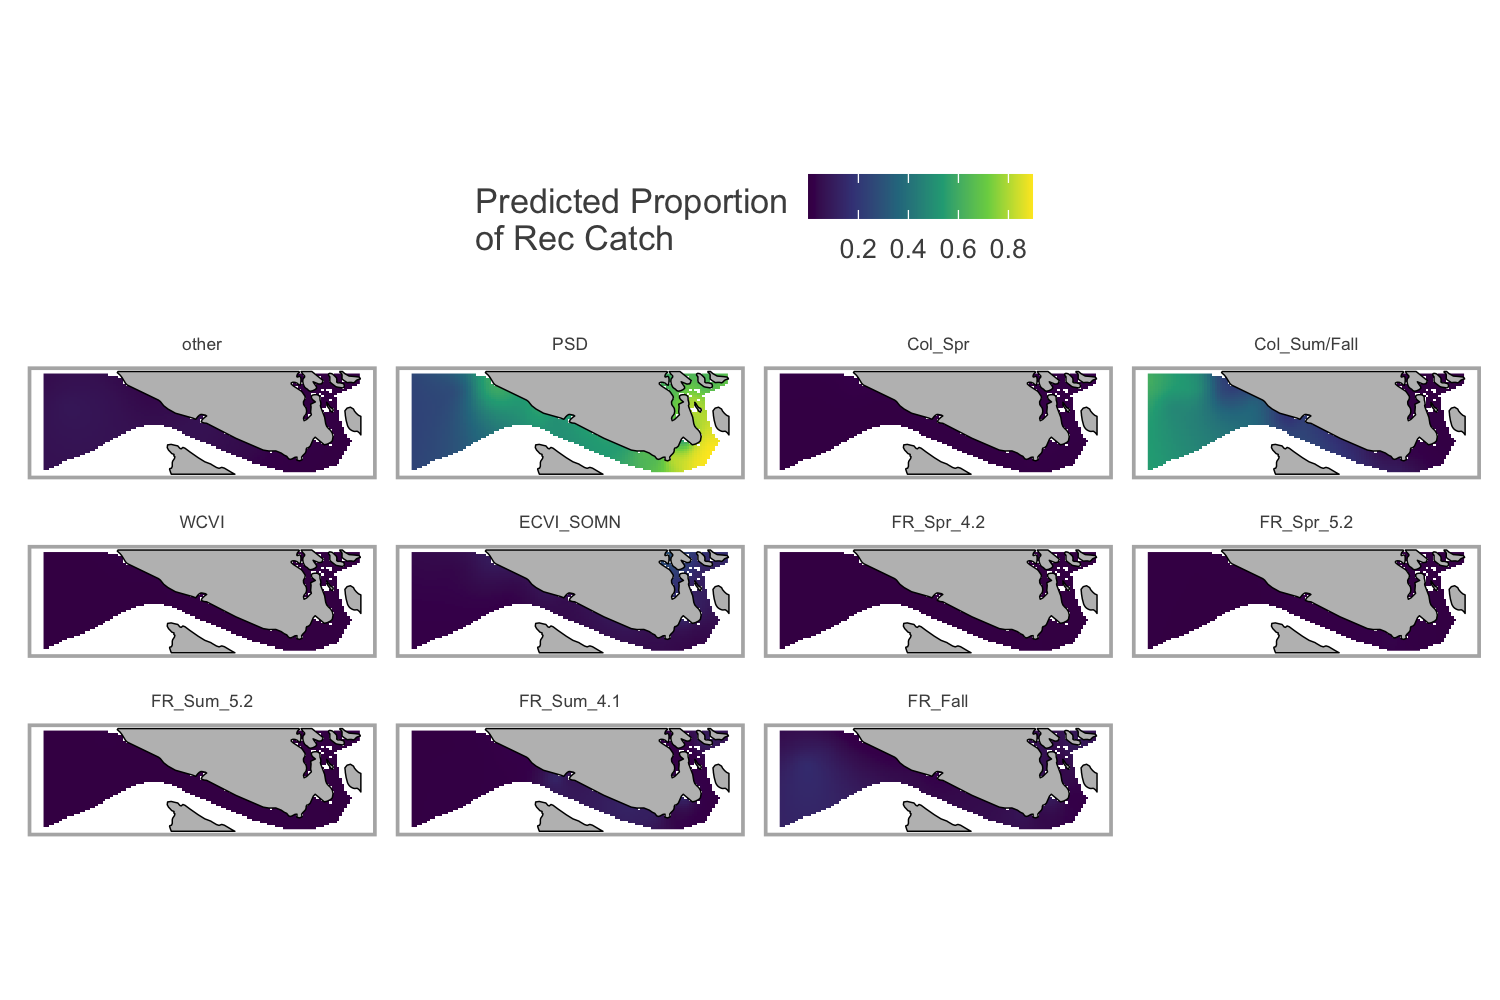 Predicted Proportion
of Rec Catch
0.2 0.4 0.6 0.8
other PSD Col_Spr Col_Sum/Fall
WCVI ECVI_SOMN FR_Spr_4.2 FR_Spr_5.2
FR_Sum_5.2 FR_Sum_4.1 FR_Fall